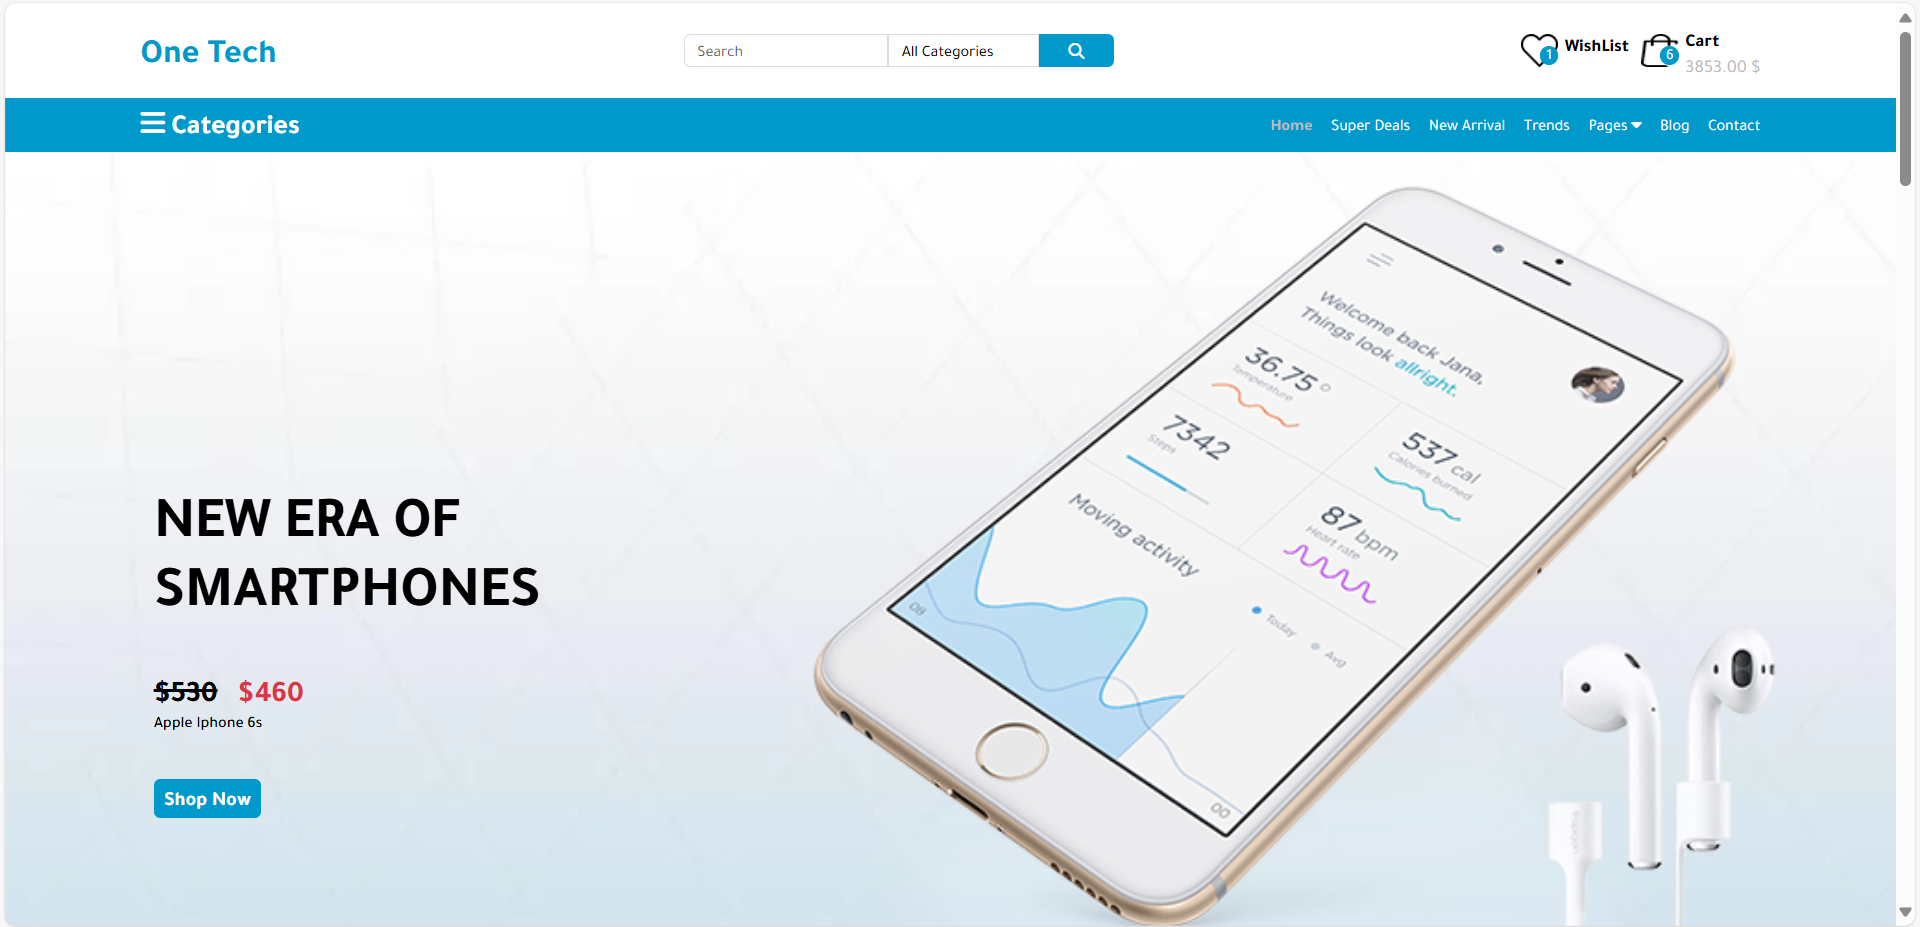 One Tech
Search
All Categories
1
WishList
6
Cart
3853.00 $
Categories
Home
Super Deals
New Arrival
Trends
Pages
Blog
Contact
NEW ERA OF
SMARTPHONES
$530 $460
Apple Iphone 6s
Shop Now
Welcome back Jana,
Things look allright.
36.75 °
Temperature
7342
Steps
537 cal
Calories burned
87 bpm
Heart rate
Moving activity
Today
Avg
08
00